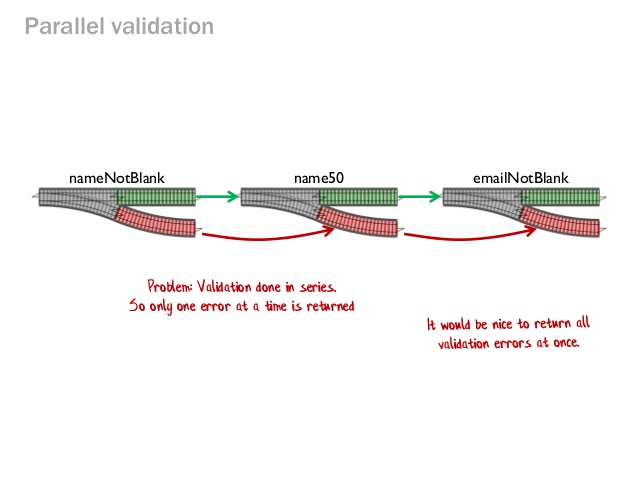 Parallel validation
nameNotBlank
name50
emailNotBlank
Problem: Validation done in series.
So only one error at a time is returned
It would be nice to return all
validation errors at once.